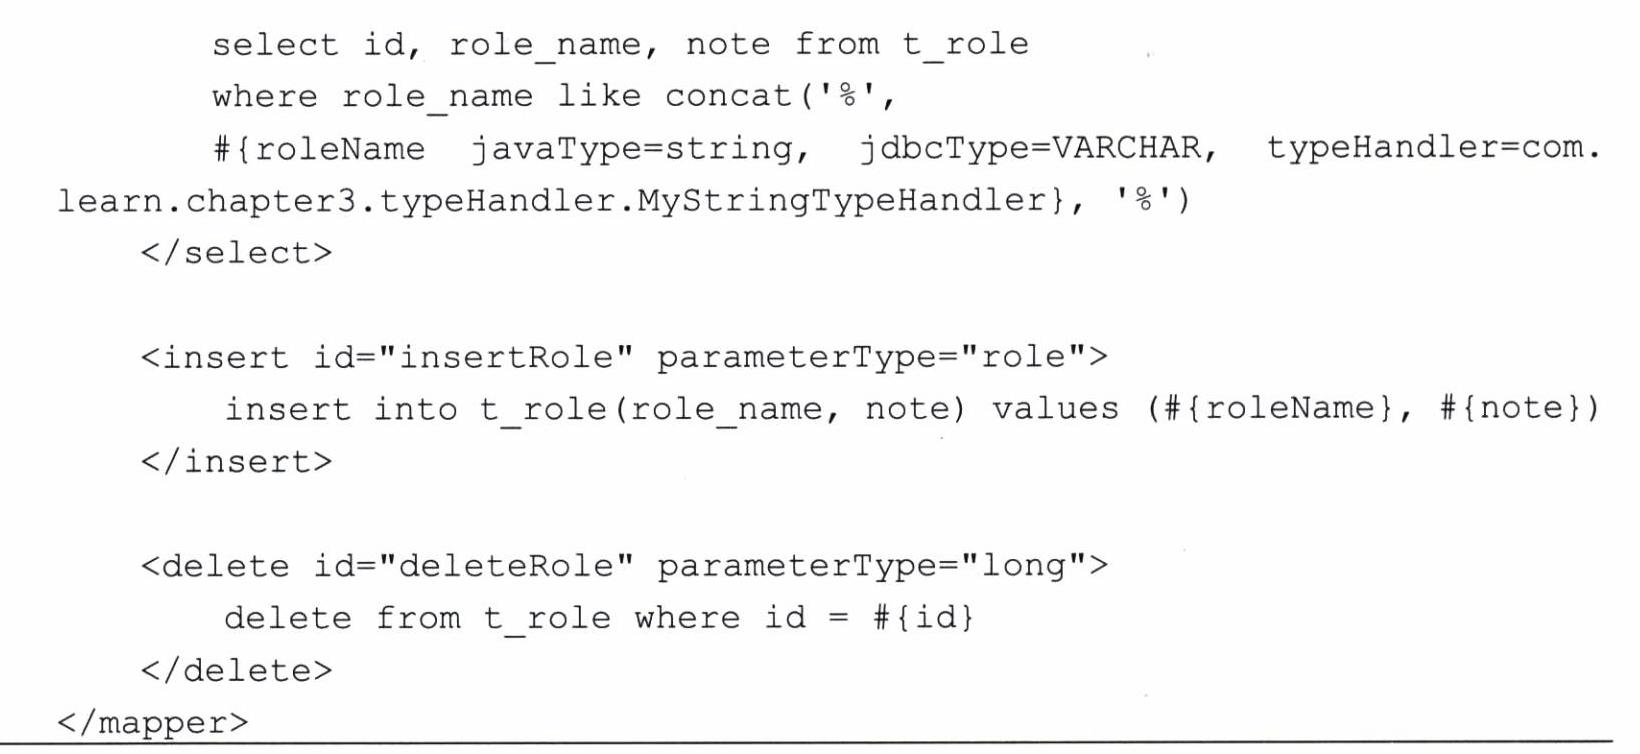 select id, role_name, note from t_role
where role_name like concat('%',
#{roleName javaType=string, jdbcType=VARCHAR, typeHandler=com.
learn.chapter3.typeHandler.MyStringTypeHandler}, '%')
</select>
<insert id="insertRole" parameterType="role">
insert into t_role(role_name, note) values (#{roleName}, #{note})
</insert>
<delete id="deleteRole" parameterType="long">
delete from t_role where id = #{id}
</delete>
</mapper>